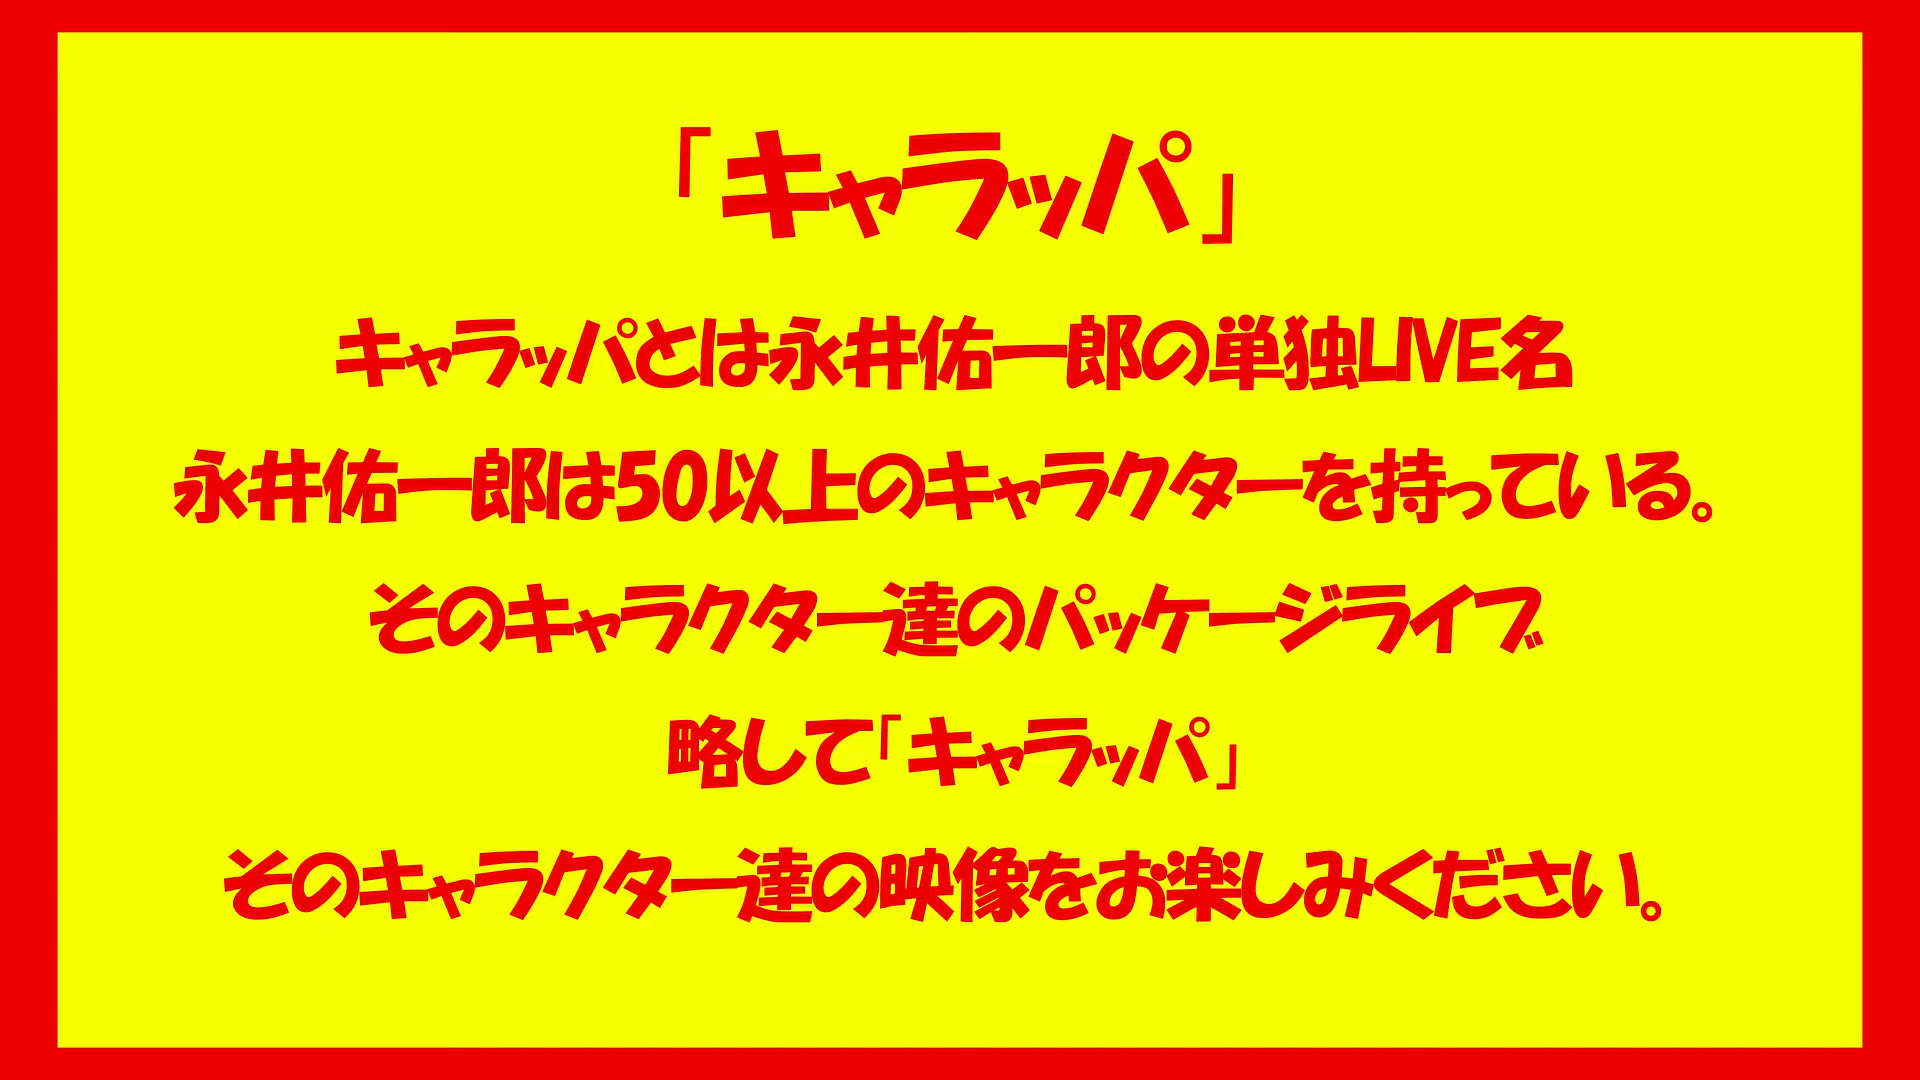 「キャラッパ」
キャラッパとは永井佑一郎の単独LIVE名
永井佑一郎は50以上のキャラクターを持っている。
そのキャラクター達のパッケージライブ
略して「キャラッパ」
そのキャラクター達の映像をお楽しみください。